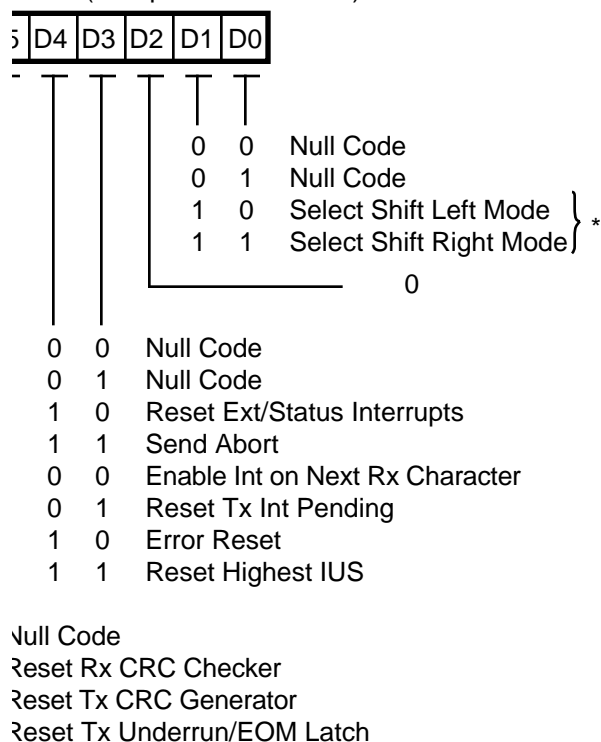 5 D4 D3 D2 D1 D0
0 0 Null Code
0 1 Null Code
1 0 Select Shift Left Mode
1 1 Select Shift Right Mode
*
0
0 0 Null Code
0 1 Null Code
1 0 Reset Ext/Status Interrupts
1 1 Send Abort
0 0 Enable Int on Next Rx Character
0 1 Reset Tx Int Pending
1 0 Error Reset
1 1 Reset Highest IUS
Null Code
Reset Rx CRC Checker
Reset Tx CRC Generator
Reset Tx Underrun/EOM Latch